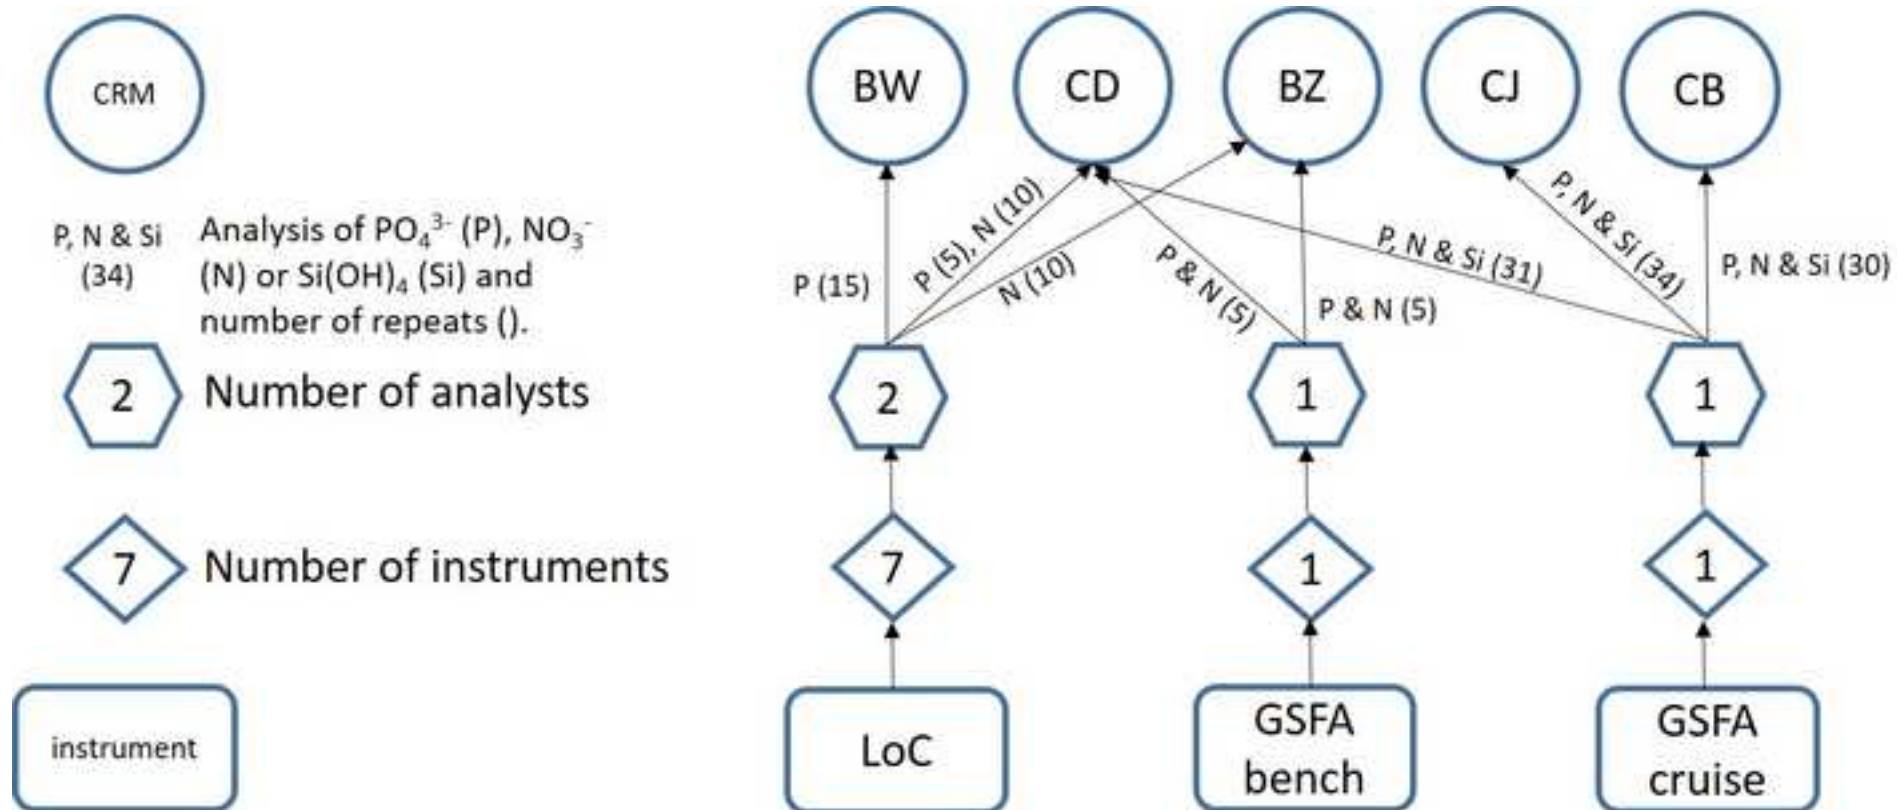 CRM
BW
CD
BZ
CJ
CB
P, N & Si
(34)
Analysis of PO₄³⁻ (P), NO₃⁻
(N) or Si(OH)₄ (Si) and
number of repeats ().
P (15)
P (5), N (10)
N (10)
P & N (5)
P & N (5)
P, N & Si (31)
P, N & Si (34)
P, N & Si (30)
2
Number of analysts
2
1
1
7
Number of instruments
7
1
1
instrument
LoC
GSFA
bench
GSFA
cruise